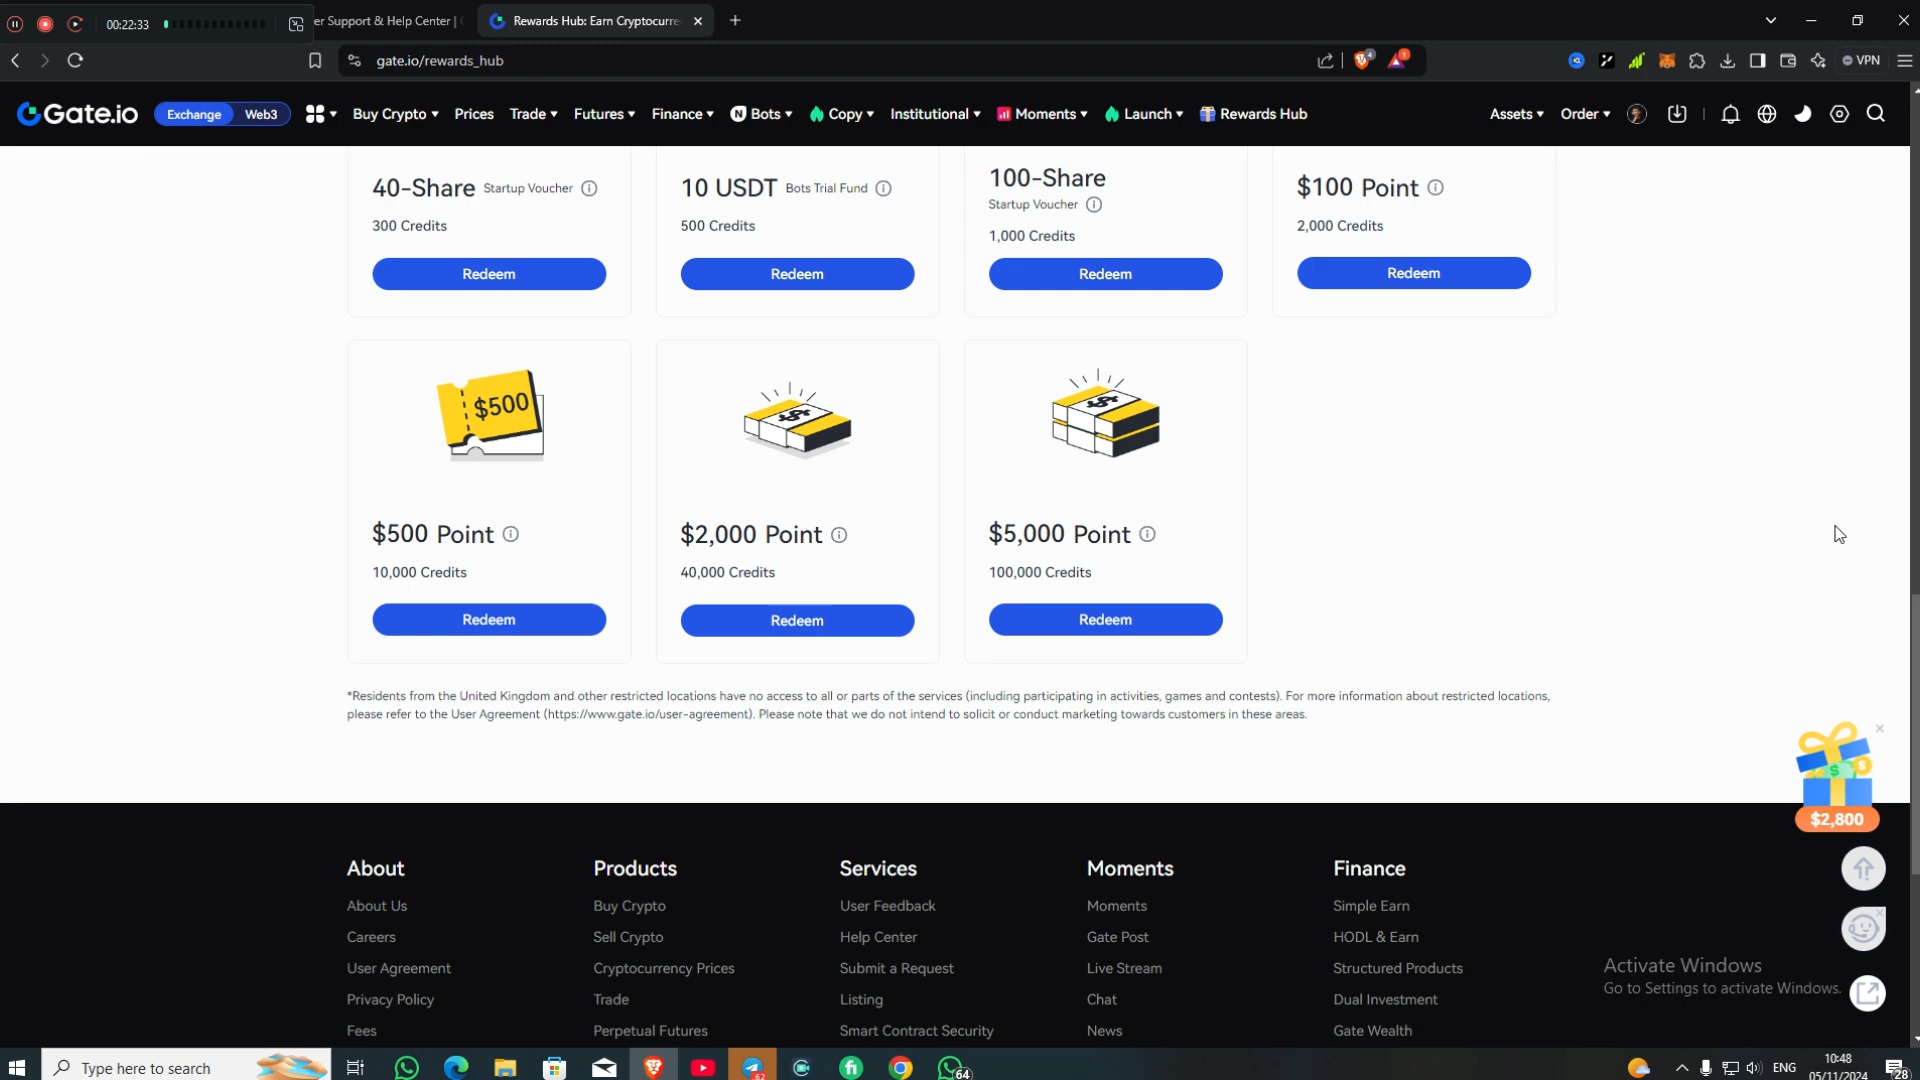 00:22:33
er Support & Help Center |
Rewards Hub: Earn Cryptocurre
gate.io/rewards_hub
4
1
VPN
Gate.io
Exchange
Web3
Buy Crypto
Prices
Trade
Futures
Finance
Bots
Copy
Institutional
Moments
Launch
Rewards Hub
Assets
Order
40-Share Startup Voucher
300 Credits
Redeem
10 USDT Bots Trial Fund
500 Credits
Redeem
100-Share
Startup Voucher
1,000 Credits
Redeem
$100 Point
2,000 Credits
Redeem
$500
$500 Point
10,000 Credits
Redeem
$2,000 Point
40,000 Credits
Redeem
$5,000 Point
100,000 Credits
Redeem
*Residents from the United Kingdom and other restricted locations have no access to all or parts of the services (including participating in activities, games and contests). For more information about restricted locations,
please refer to the User Agreement (https://www.gate.io/user-agreement). Please note that we do not intend to solicit or conduct marketing towards customers in these areas.
$2,800
About
About Us
Careers
User Agreement
Privacy Policy
Fees
Products
Buy Crypto
Sell Crypto
Cryptocurrency Prices
Trade
Perpetual Futures
Services
User Feedback
Help Center
Submit a Request
Listing
Smart Contract Security
Moments
Moments
Gate Post
Live Stream
Chat
News
Finance
Simple Earn
HODL & Earn
Structured Products
Dual Investment
Gate Wealth
Activate Windows
Go to Settings to activate Windows.
Type here to search
62
64
ENG
10:48
05/11/2024
28